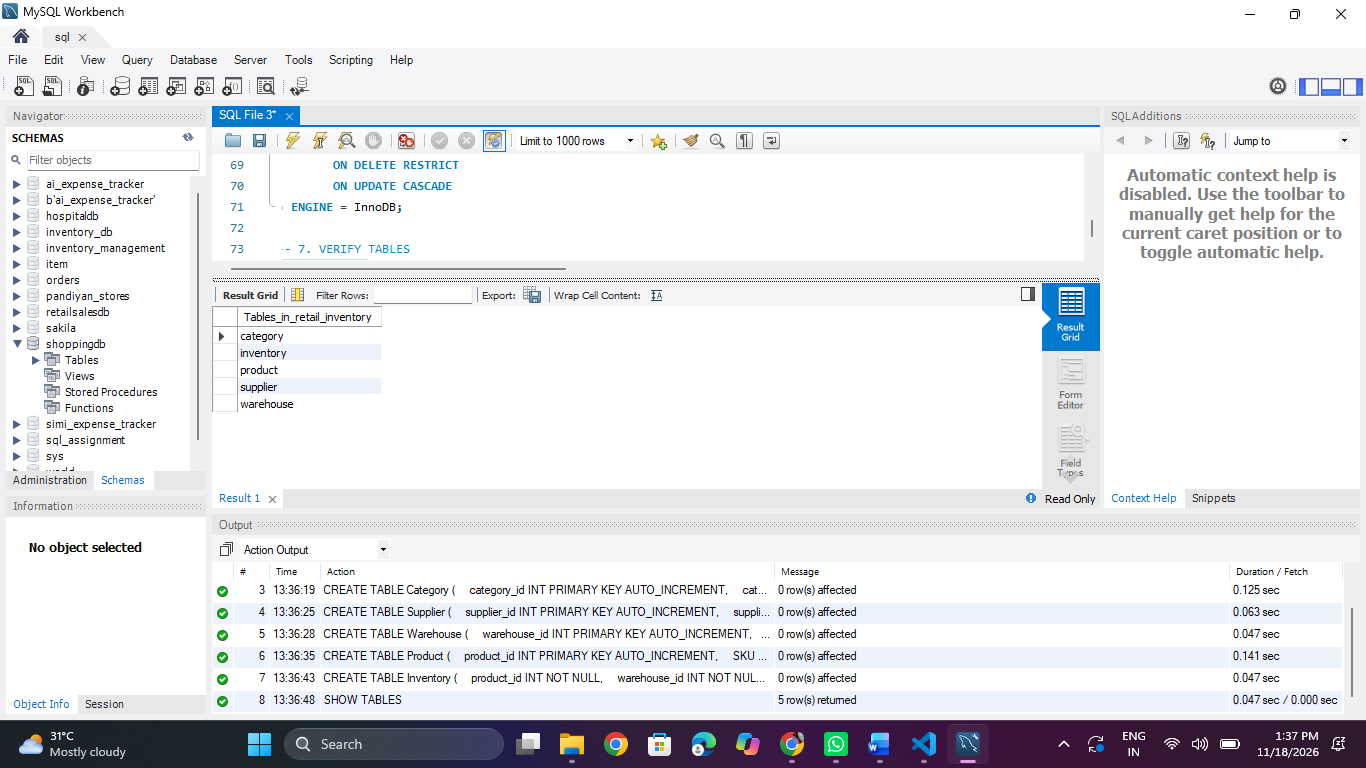 MySQL Workbench
sql
File Edit View Query Database Server Tools Scripting Help
Navigator
SCHEMAS
Filter objects
ai_expense_tracker
b'ai_expense_tracker'
hospitaldb
inventory_db
inventory_management
item
orders
pandiyan_stores
retailsalesdb
sakila
shoppingdb
Tables
Views
Stored Procedures
Functions
simi_expense_tracker
sql_assignment
sys
world
Administration Schemas
Information
No object selected
Object Info Session
SQL File 3*
Limit to 1000 rows
69 ON DELETE RESTRICT
70 ON UPDATE CASCADE
71 ) ENGINE = InnoDB;
72
73 -- 7. VERIFY TABLES
Result Grid Filter Rows: Export: Wrap Cell Content: IA
Tables_in_retail_inventory
category
inventory
product
supplier
warehouse
Result Grid
Form Editor
Field Types
Result 1
Read Only
SQLAdditions
Jump to
Automatic context help is
disabled. Use the toolbar to
manually get help for the
current caret position or to
toggle automatic help.
Context Help Snippets
Output
Action Output
# Time Action Message Duration / Fetch
3 13:36:19 CREATE TABLE Category ( category_id INT PRIMARY KEY AUTO_INCREMENT, cat... 0 row(s) affected 0.125 sec
4 13:36:25 CREATE TABLE Supplier ( supplier_id INT PRIMARY KEY AUTO_INCREMENT, suppli... 0 row(s) affected 0.063 sec
5 13:36:28 CREATE TABLE Warehouse ( warehouse_id INT PRIMARY KEY AUTO_INCREMENT, ... 0 row(s) affected 0.047 sec
6 13:36:35 CREATE TABLE Product ( product_id INT PRIMARY KEY AUTO_INCREMENT, SKU ... 0 row(s) affected 0.141 sec
7 13:36:43 CREATE TABLE Inventory ( product_id INT NOT NULL, warehouse_id INT NOT NUL... 0 row(s) affected 0.047 sec
8 13:36:48 SHOW TABLES 5 row(s) returned 0.047 sec / 0.000 sec
31°C
Mostly cloudy
Search
ENG
IN
1:37 PM
11/18/2026